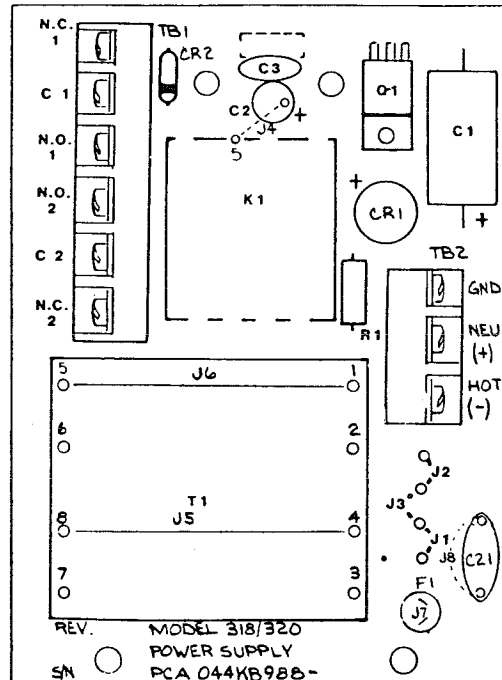 N.C.
1
C 1
N.O.
1
N.O.
2
C 2
N.C.
2
TB1
CR2
C3
C2
+
J4
5
K1
Q1
C1
+
+
CR1
TB2
GND
NEU
(+)
HOT
(-)
R1
5 J6 1
6 2
T1
8 J5 4
7 3
J2
J3
J1
J8
C21
F1
J7
REV. MODEL 318/320
POWER SUPPLY
S/N PCA 044KB988-